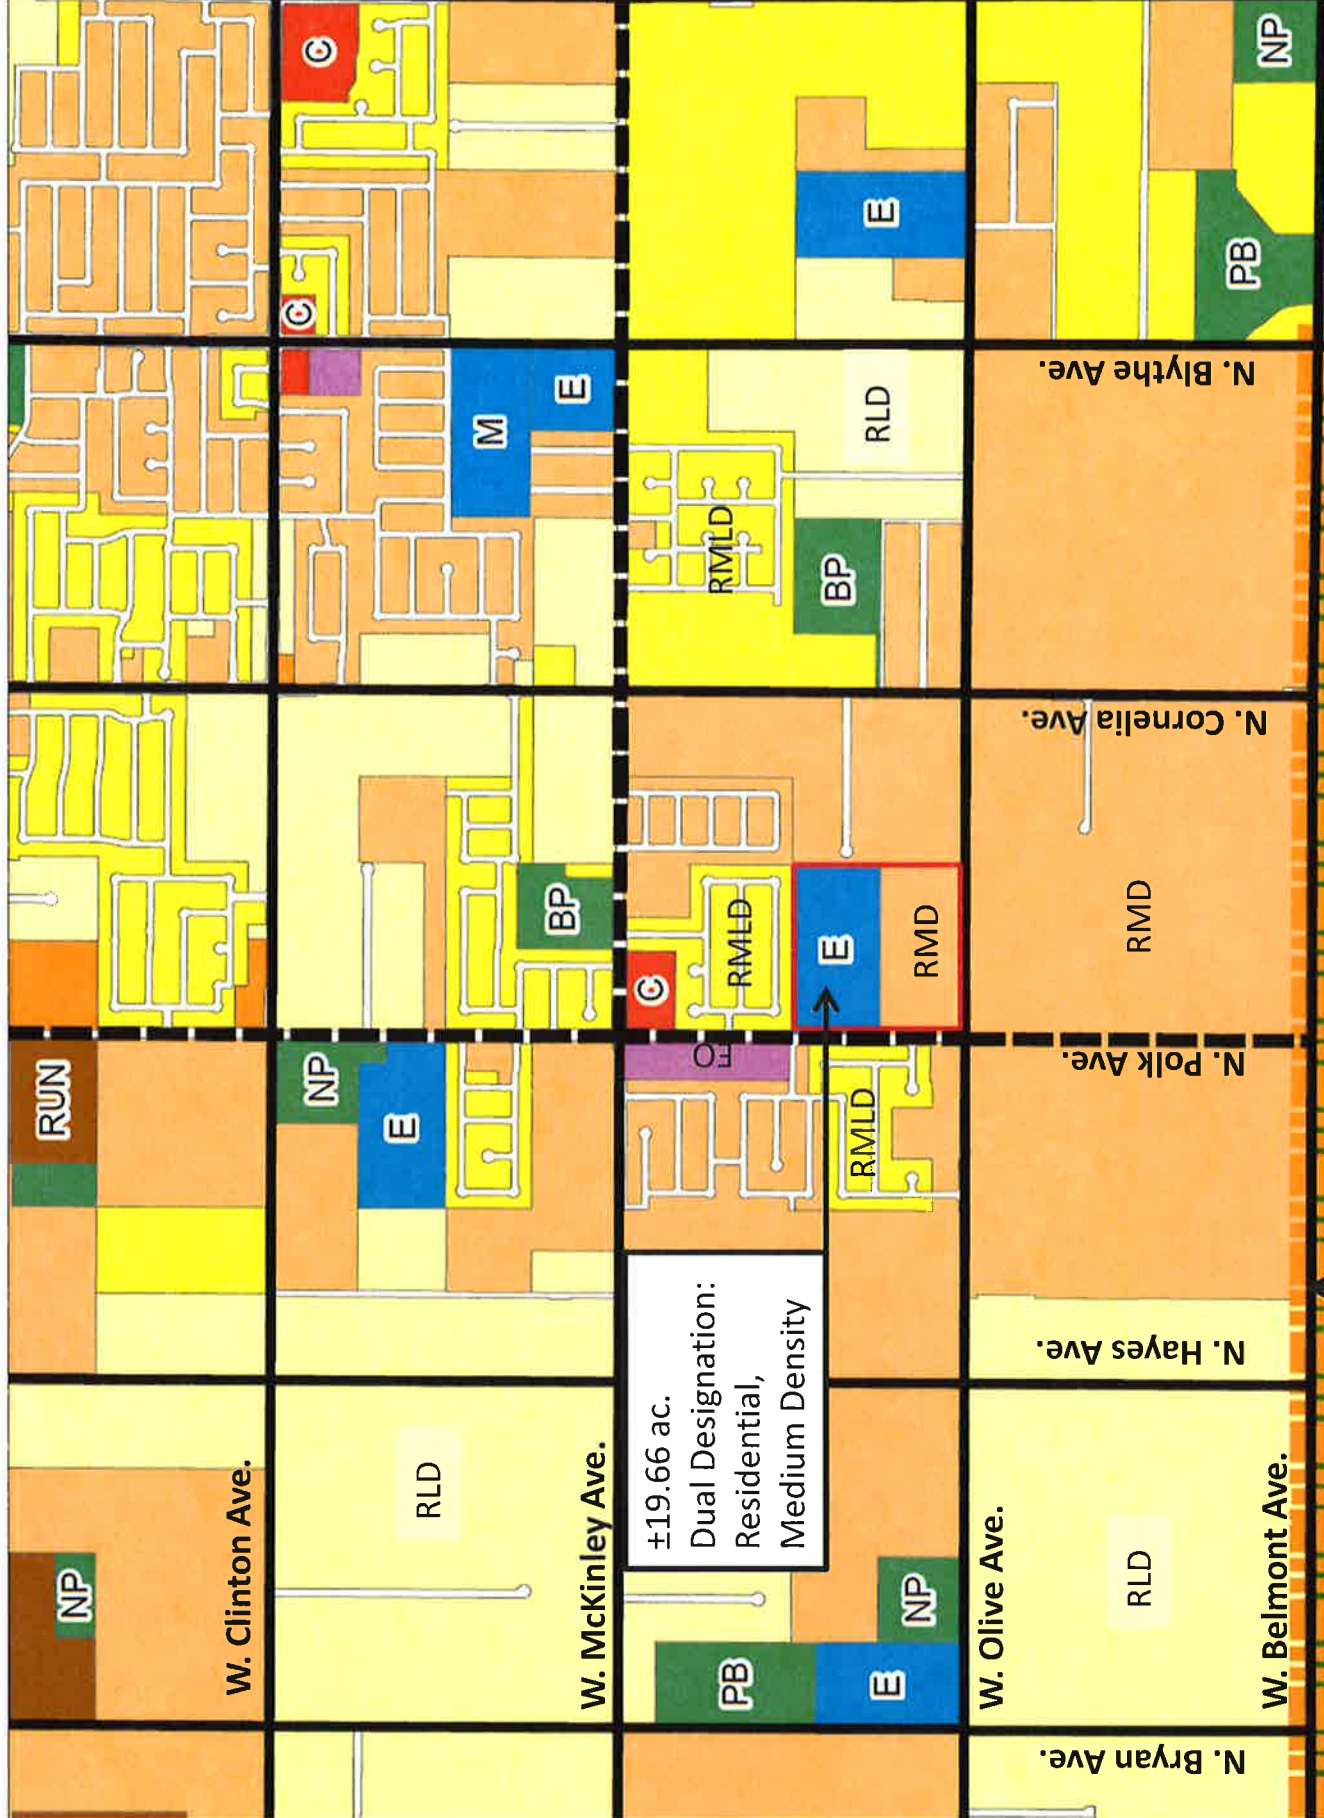 NP
RUN
W. Clinton Ave.
NP
C
C
E
RLD
M
BP
E
W. McKinley Ave.
±19.66 ac.
Dual Designation:
Residential,
Medium Density
C
FO
PB
RMLD
RMLD
E
BP
RMLD
RLD
E
E
NP
RMD
W. Olive Ave.
RLD
RMD
PB
NP
W. Belmont Ave.
N. Bryan Ave.
N. Hayes Ave.
N. Polk Ave.
N. Cornelia Ave.
N. Blythe Ave.